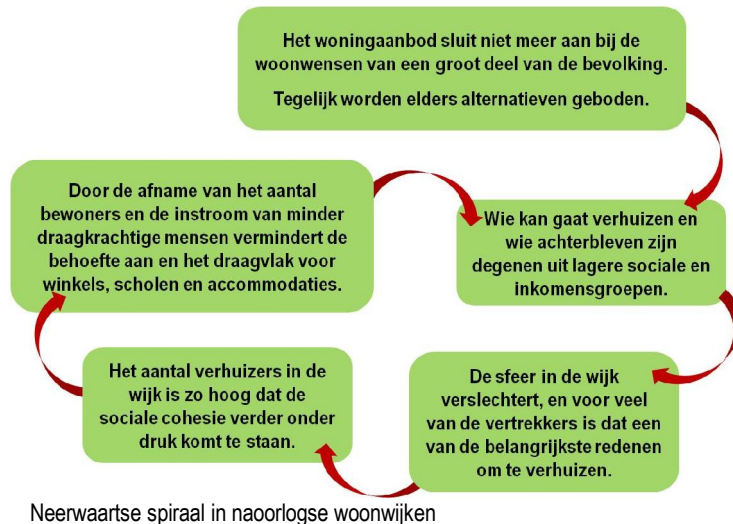 Het woningaanbod sluit niet meer aan bij de
woonwensen van een groot deel van de bevolking.
Tegelijk worden elders alternatieven geboden.
Wie kan gaat verhuizen en
wie achterbleven zijn
degenen uit lagere sociale en
inkomensgroepen.
De sfeer in de wijk
verslechtert, en voor veel
van de vertrekkers is dat een
van de belangrijkste redenen
om te verhuizen.
Het aantal verhuizers in de
wijk is zo hoog dat de
sociale cohesie verder onder
druk komt te staan.
Door de afname van het aantal
bewoners en de instroom van minder
draagkrachtige mensen vermindert de
behoefte aan en het draagvlak voor
winkels, scholen en accommodaties.
Neerwaartse spiraal in naoorlogse woonwijken